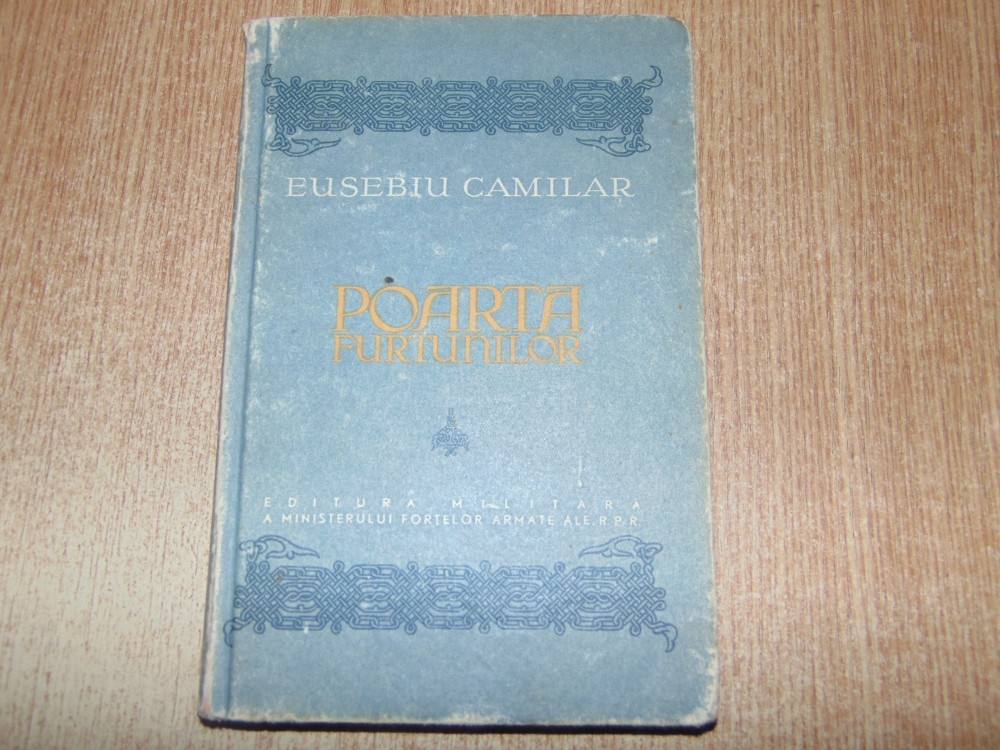 EUSEBIU CAMILAR
POARTA
FURTUNILOR
EDITURA MILITARĂ
A MINISTERULUI FORȚELOR ARMATE ALE R.P.R.